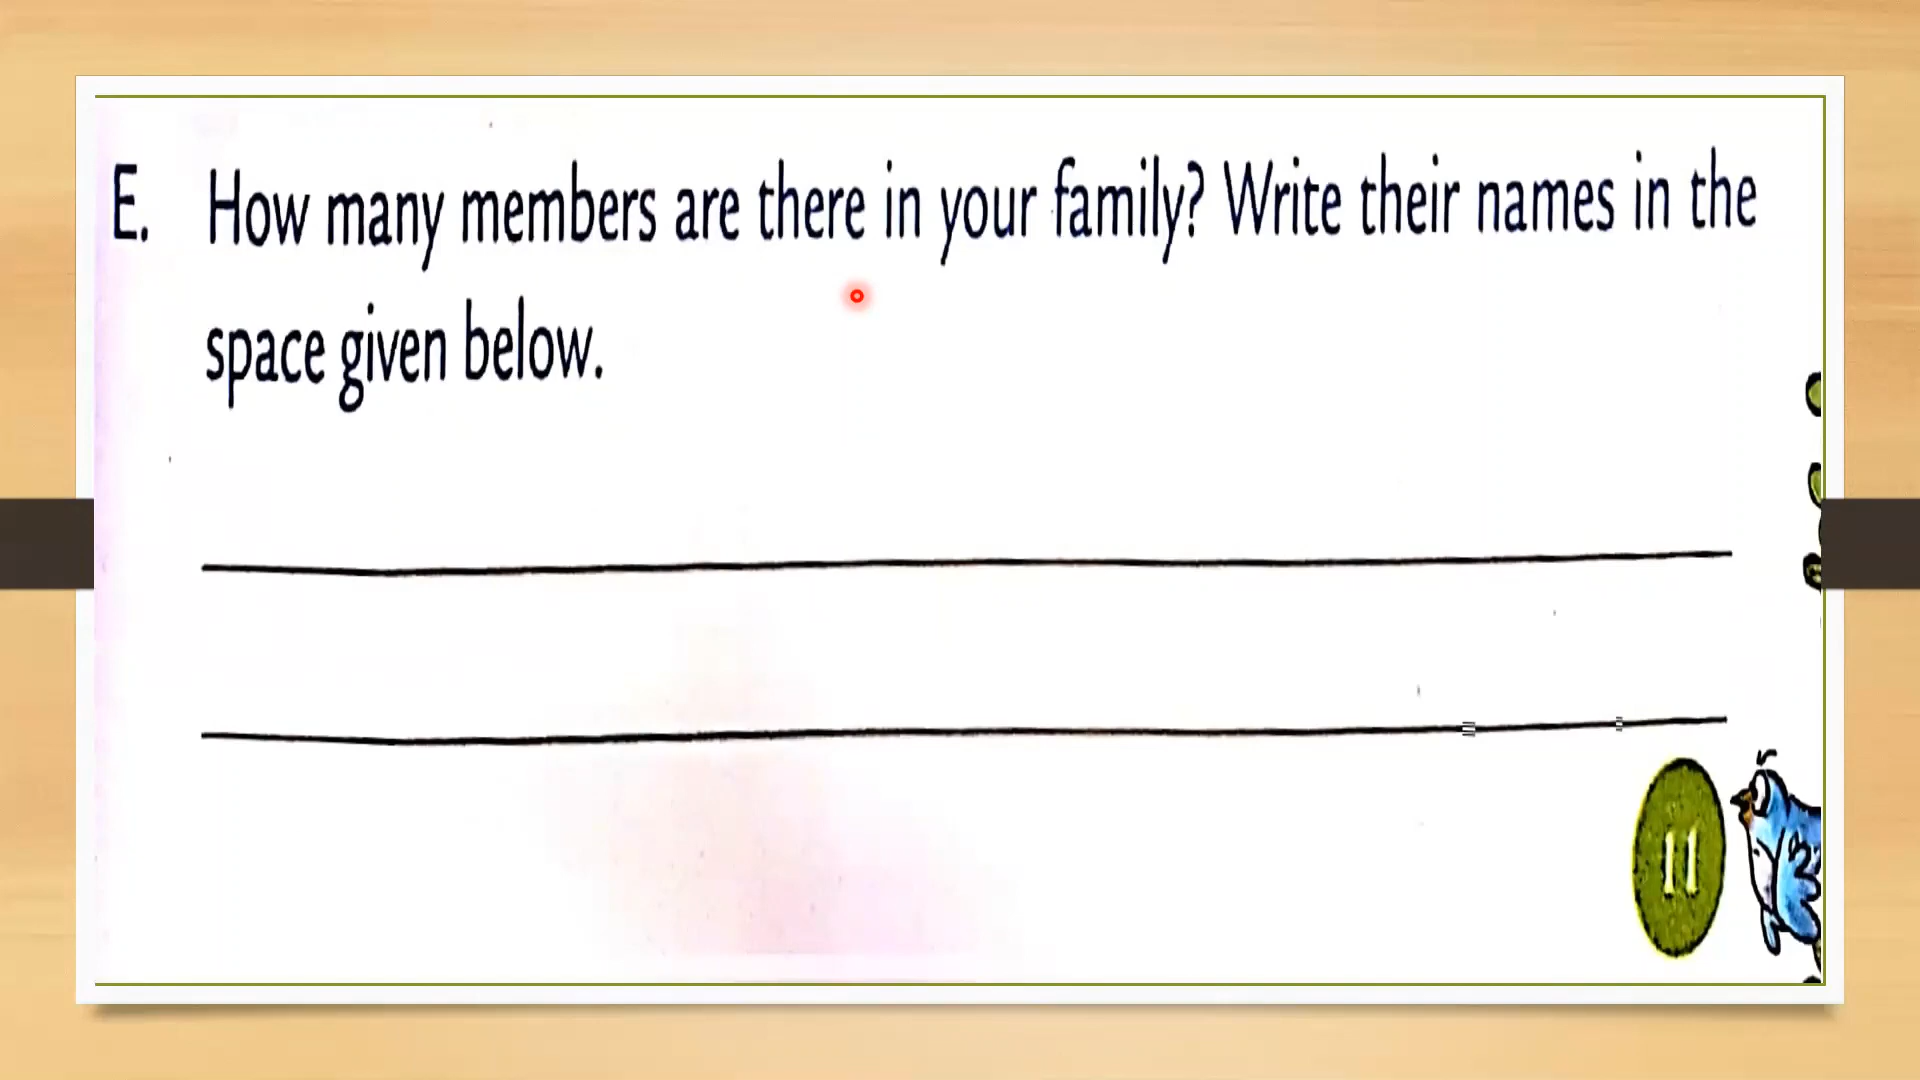 E. How many members are there in your family? Write their names in the
space given below.
11